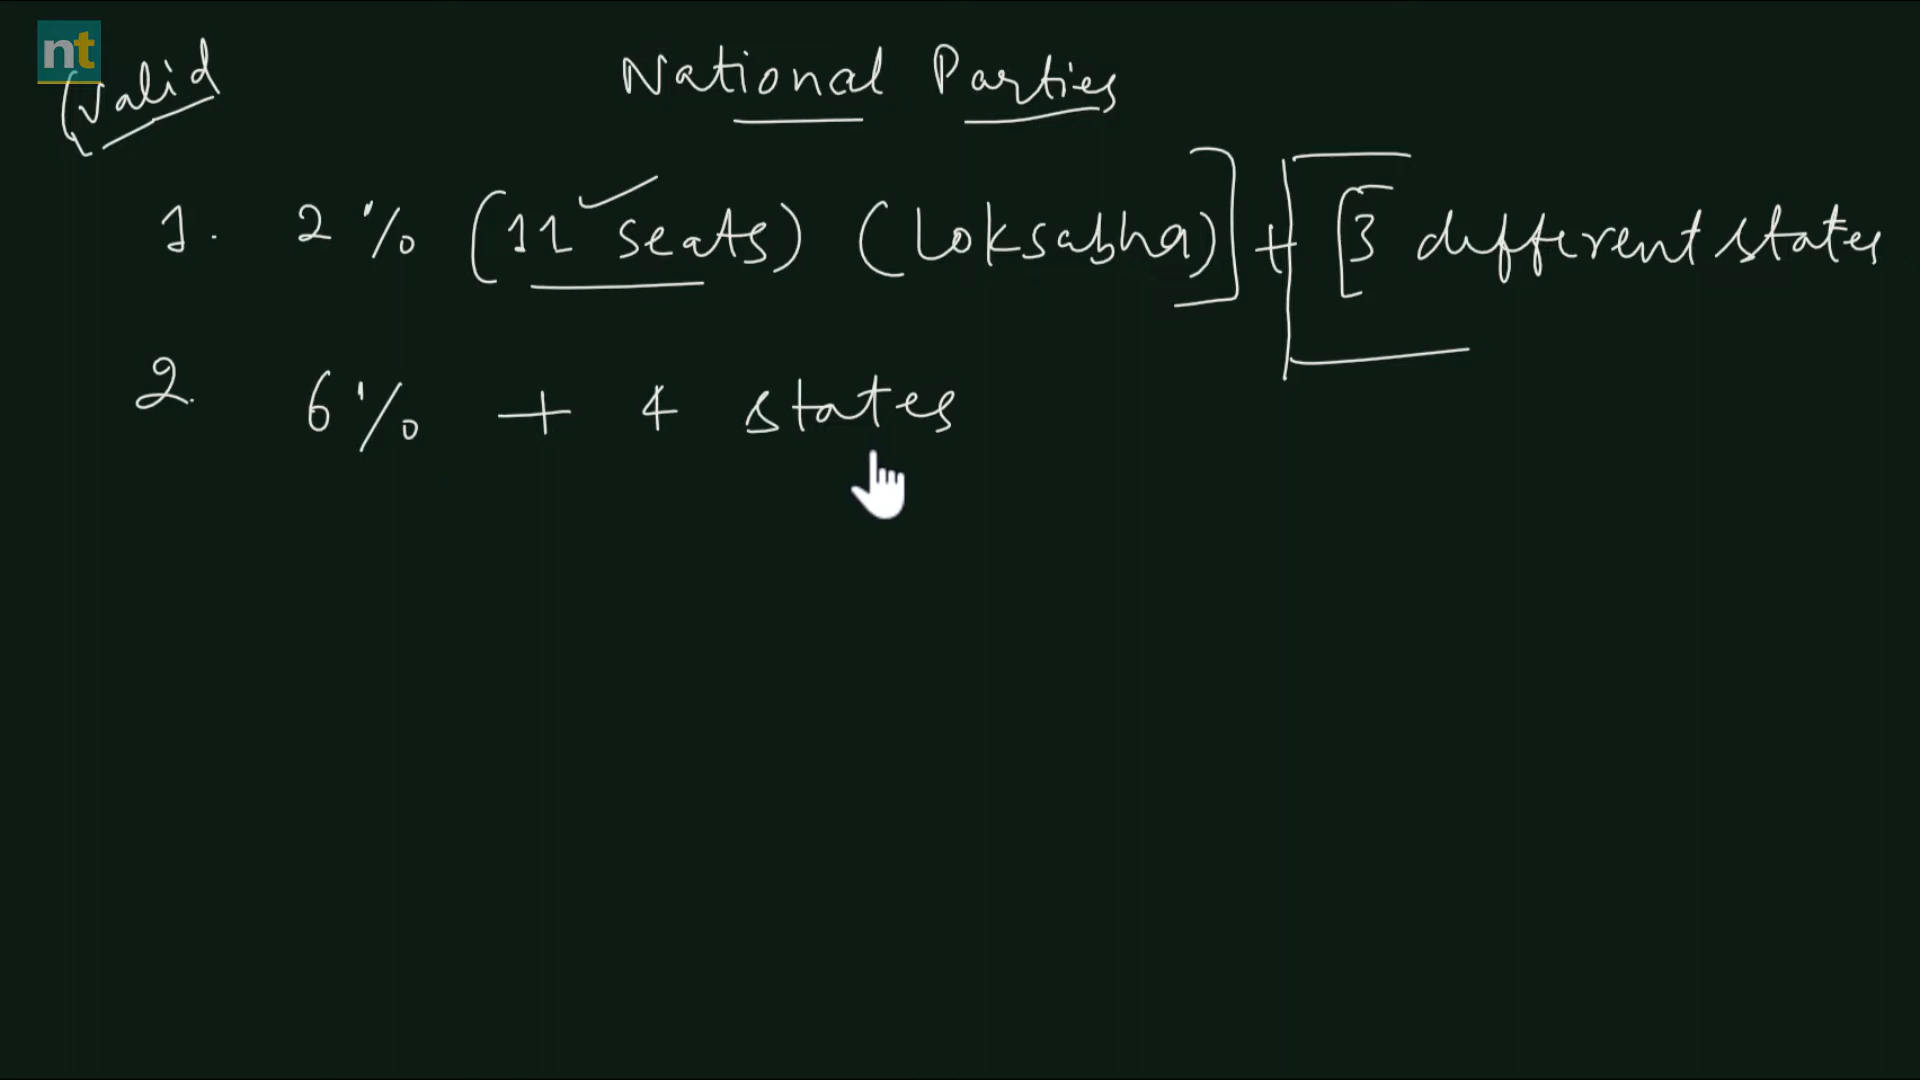 nt
(Valid
National Parties
1. 2% (11 seats) (Loksabha)] + [3 different states
2. 6% + 4 states